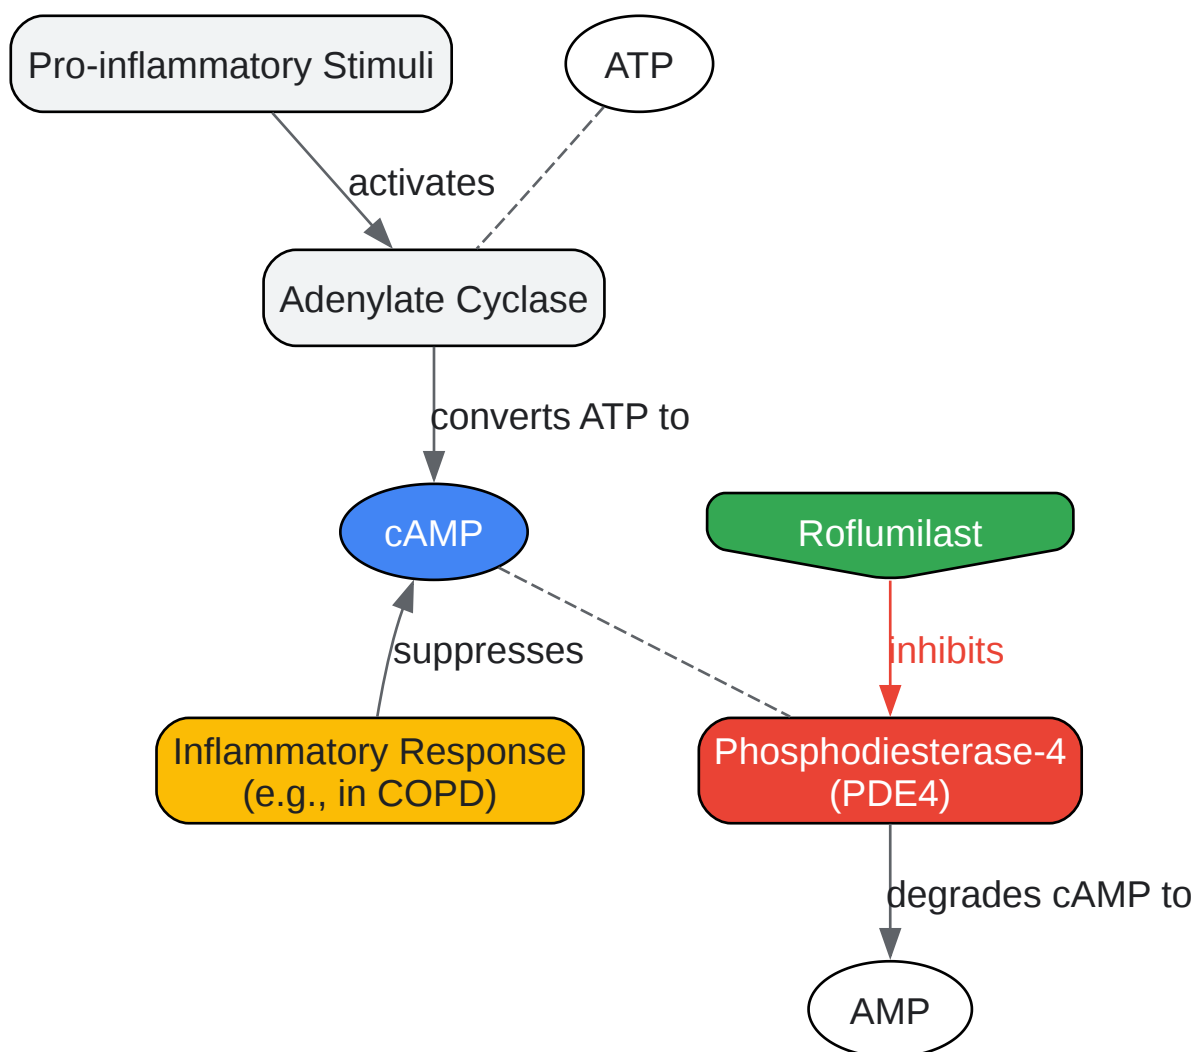 Pro-inflammatory Stimuli
ATP
activates
Adenylate Cyclase
converts ATP to
cAMP
Roflumilast
suppresses
inhibits
Inflammatory Response
(e.g., in COPD)
Phosphodiesterase-4
(PDE4)
degrades cAMP to
AMP